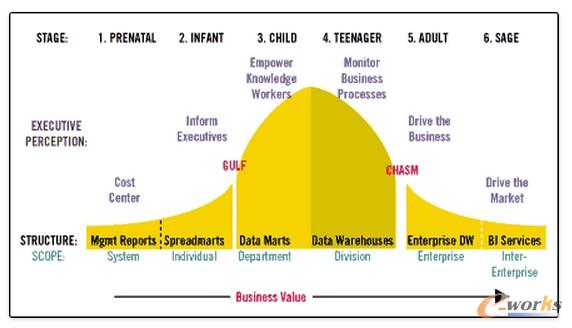 STAGE: 1. PRENATAL 2. INFANT 3. CHILD 4. TEENAGER 5. ADULT 6. SAGE
Empower
Knowledge
Workers
Monitor
Business
Processes
EXECUTIVE
PERCEPTION:
Inform
Executives
Drive the
Business
GULF
CHASM
Cost
Center
Drive the
Market
STRUCTURE: Mgmt Reports Spreadmarts Data Marts Data Warehouses Enterprise DW BI Services
SCOPE: System Individual Department Division Enterprise Inter-
Enterprise
Business Value
e-works